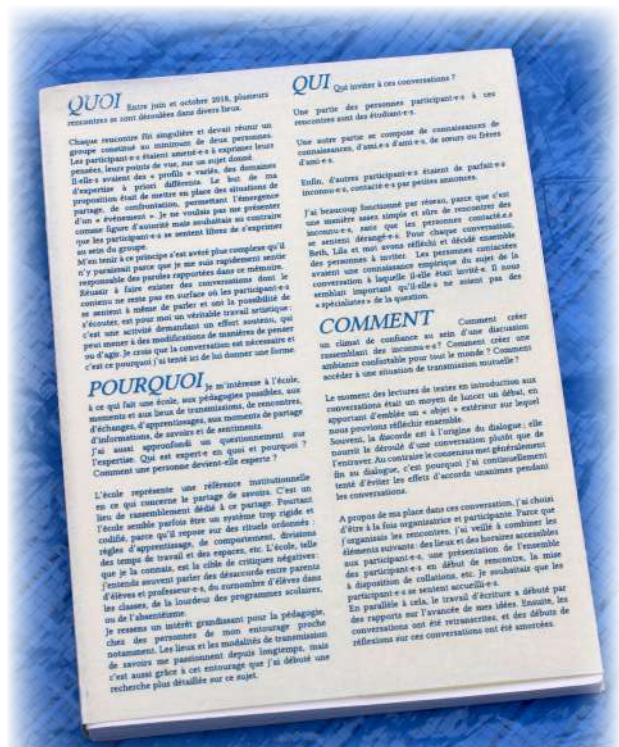 QUOI Entre juin et octobre 2018, plusieurs
rencontres se sont déroulées dans divers lieux.
Chaque rencontre fût singulière et devait réunir un
groupe constitué au minimum de deux personnes.
Les participant·e·s étaient amené·e·s à exprimer leurs
pensées, leurs points de vue, sur un sujet donné.
Il·elle·s avaient des « profils » variés, des domaines
d'expertise à priori différents. Le but de ma
proposition était de mettre en place des situations de
partage, de confrontation, permettant l'émergence
d'un « événement ». Je ne voulais pas me présenter
comme figure d'autorité mais souhaitais au contraire
que les participant·e·s se sentent libres de s'exprimer
au sein du groupe.
M'en tenir à ce principe s'est avéré plus complexe qu'il
n'y paraissait parce que je me suis rapidement sentie
responsable des paroles rapportées dans ce mémoire.
Réussir à faire exister des conversations dont le
contenu ne reste pas en surface où les participant·e·s
se sentent à même de parler et ont la possibilité de
s'écouter, est pour moi un véritable travail artistique :
c'est une activité demandant un effort soutenu, qui
peut mener à des modifications de manières de penser
ou d'agir. Je crois que la conversation est nécessaire et
c'est ce pourquoi j'ai tenté ici de lui donner une forme.
POURQUOI Je m'intéresse à l'école,
à ce qui fait une école, aux pédagogies possibles, aux
moments et aux lieux de transmissions, de rencontres,
d'échanges, d'apprentissages, aux moments de partage
d'informations, de savoirs et de sentiments.
j'ai aussi approfondi un questionnement sur
l'expertise. Qui est expert·e en quoi et pourquoi ?
Comment une personne devient-elle experte ?
L'école représente une référence institutionnelle
en ce qui concerne le partage de savoirs. C'est un
lieu de rassemblement dédié à ce partage. Pourtant
l'école semble parfois être un système trop rigide et
codifié, parce qu'il repose sur des rituels ordonnés :
règles d'apprentissage, de comportement, divisions
des temps de travail et des espaces, etc. L'école, telle
que je la connais, est la cible de critiques négatives :
j'entends souvent parler des désaccords entre parents
d'élèves et professeur·e·s, du surnombre d'élèves dans
les classes, de la lourdeur des programmes scolaires,
ou de l'absentéisme.
Je ressens un intérêt grandissant pour la pédagogie,
chez des personnes de mon entourage proche
notamment. Les lieux et les modalités de transmission
de savoirs me passionnent depuis longtemps, mais
c'est aussi grâce à cet entourage que j'ai débuté une
recherche plus détaillée sur ce sujet.
QUI Qui inviter à ces conversations ?
Une partie des personnes participant·e·s à ces
rencontres sont des étudiant·e·s.
Une autre partie se compose de connaissances de
connaissances, d'ami.e.s d'ami·e·s, de sœurs ou frères
d'ami·e·s.
Enfin, d'autres participant·e·s étaient de parfait·e·s
inconnu·e·s, contacté·e·s par petites annonces.
J'ai beaucoup fonctionné par réseau, parce que c'est
une manière assez simple et sûre de rencontrer des
inconnu·e·s, sans que les personnes contacté.e.s
se sentent dérangé·e·s. Pour chaque conversation,
Beth, Lila et moi avons réfléchi et décidé ensemble
des personnes à inviter. Les personnes contactées
avaient une connaissance empirique du sujet de la
conversation à laquelle il·elle était invité·e. Il nous
semblait important qu'il·elle·s ne soient pas des
« spécialistes » de la question.
COMMENT Comment créer
un climat de confiance au sein d'une discussion
rassemblant des inconnu·e·s? Comment créer une
ambiance confortable pour tout le monde ? Comment
accéder à une situation de transmission mutuelle ?
Le moment des lectures de textes en introduction aux
conversations était un moyen de lancer un débat, en
apportant d'emblée un « objet » extérieur sur lequel
nous pouvions réfléchir ensemble.
Souvent, la discorde est à l'origine du dialogue ; elle
nourrit le déroulé d'une conversation plutôt que de
l'entraver. Au contraire le consensus met généralement
fin au dialogue, c'est pourquoi j'ai continuellement
tenté d'éviter les effets d'accords unanimes pendant
les conversations.
A propos de ma place dans ces conversation, j'ai choisi
d'être à la fois organisatrice et participante. Parce que
j'organisais les rencontres, j'ai veillé à combiner les
éléments suivants : des lieux et des horaires accessibles
aux participant·e·s, une présentation de l'ensemble
des participant·e·s en début de rencontre, la mise
à disposition de collations, etc. Je souhaitais que les
participant·e·s se sentent accueilli·e·s.
En parallèle à cela, le travail d'écriture a débuté par
des rapports sur l'avancée de mes idées. Ensuite, les
conversations ont été retranscrites, et des débuts de
réflexions sur ces conversations ont été amorcées.